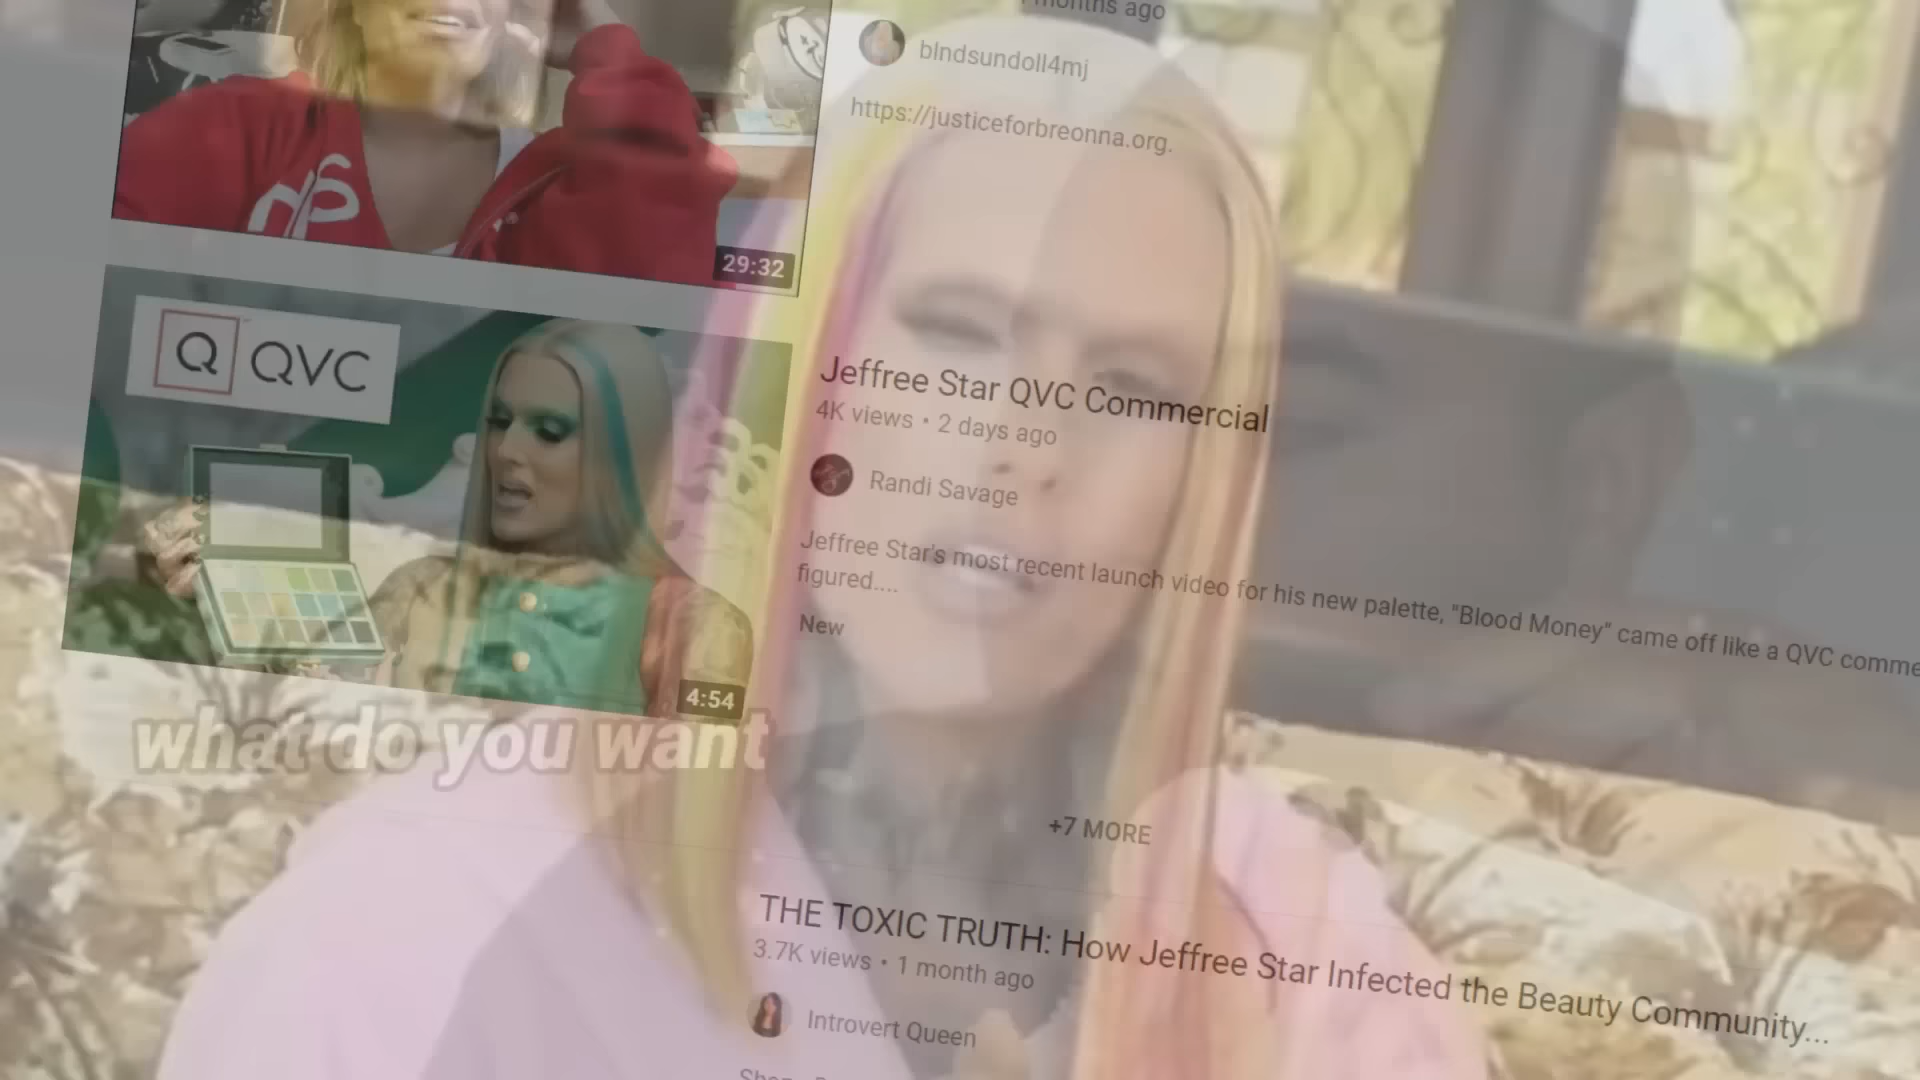 months ago
blndsundoll4mj
https://justiceforbreonna.org.
29:32
Q QVC
Jeffree Star QVC Commercial
4K views • 2 days ago
Randi Savage
Jeffree Star's most recent launch video for his new palette, "Blood Money" came off like a QVC comme
figured....
New
4:54
what do you want
+7 MORE
THE TOXIC TRUTH: How Jeffree Star Infected the Beauty Community...
3.7K views • 1 month ago
Introvert Queen